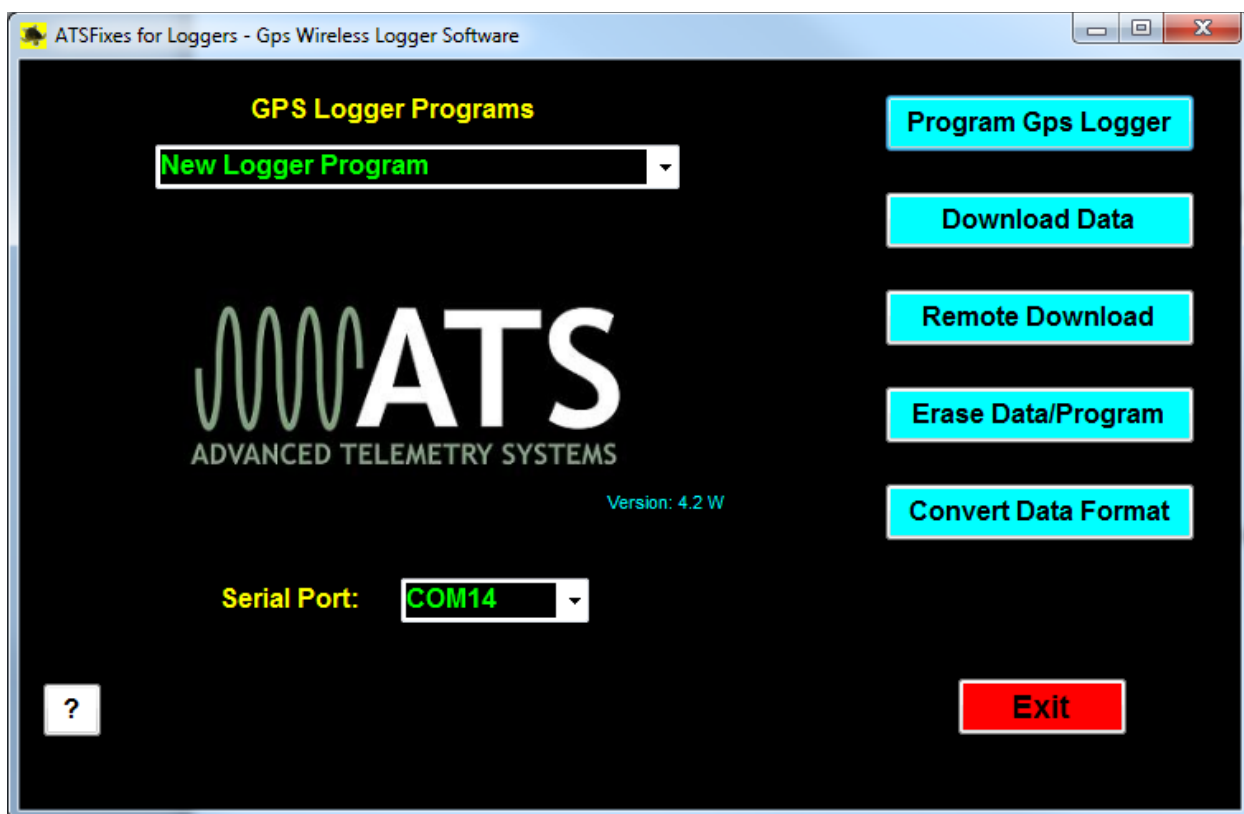 ATSFixes for Loggers - Gps Wireless Logger Software
GPS Logger Programs
New Logger Program
Program Gps Logger
Download Data
Remote Download
Erase Data/Program
Convert Data Format
ATS
ADVANCED TELEMETRY SYSTEMS
Version: 4.2 W
Serial Port:
COM14
?
Exit